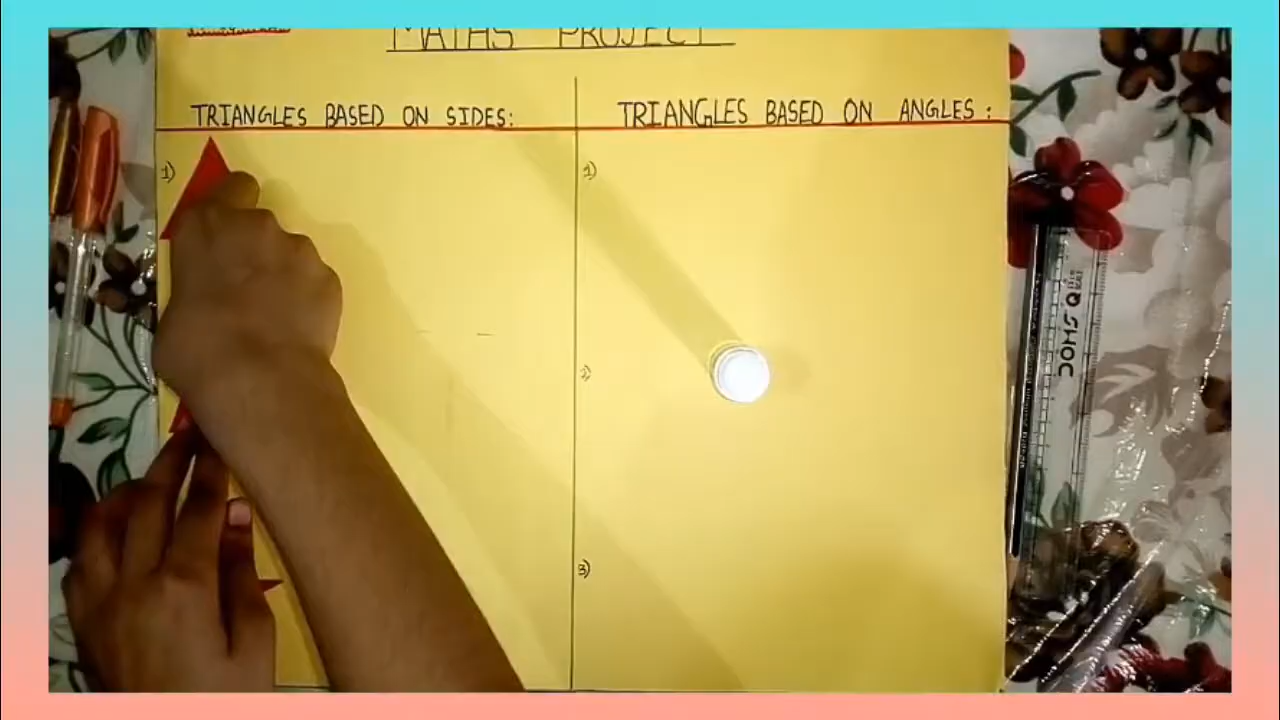 MATHS PROJECT
TRIANGLES BASED ON SIDES:
TRIANGLES BASED ON ANGLES:
1)
1)
2)
3)